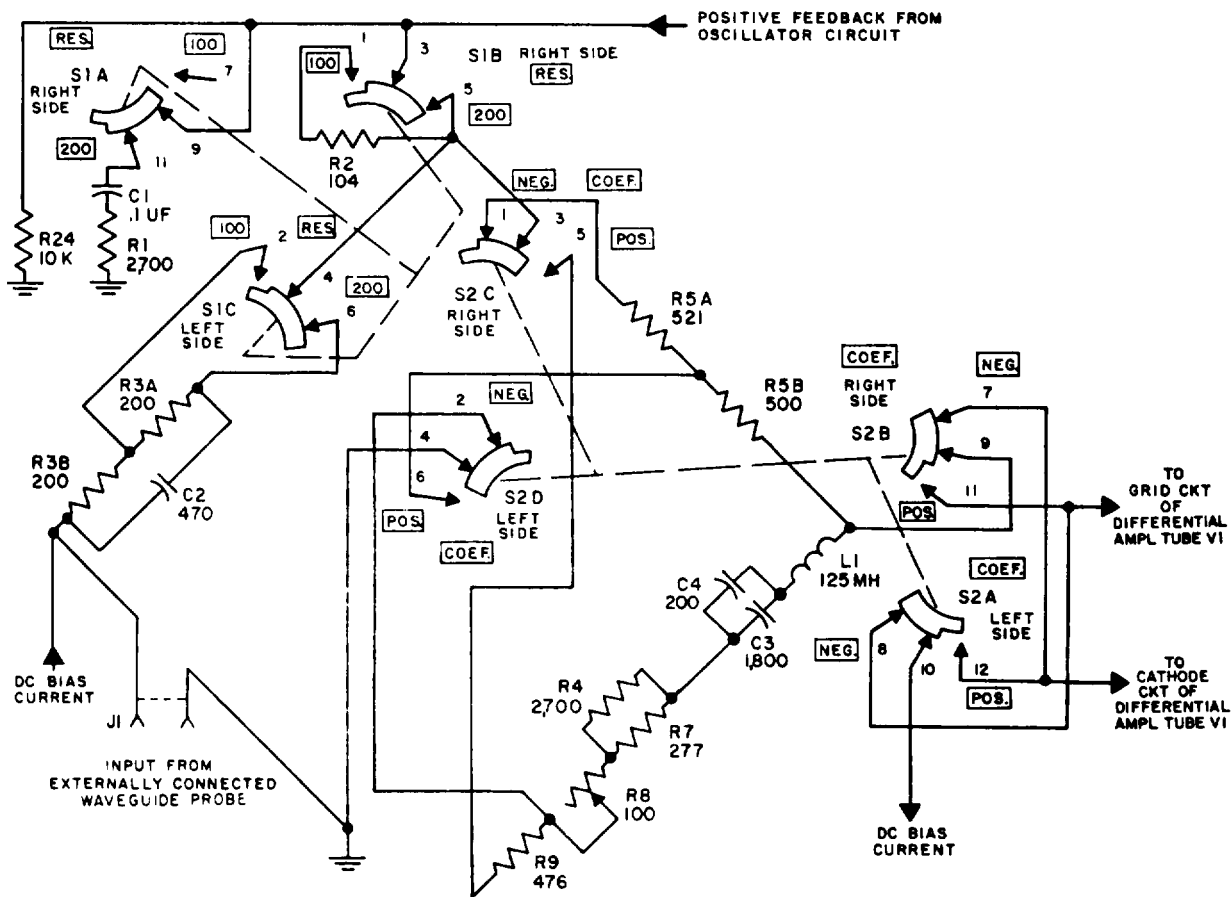 POSITIVE FEEDBACK FROM
OSCILLATOR CIRCUIT
RES.
100
7
S1A
RIGHT
SIDE
200
9
11
C1
.1 UF
R1
2,700
R24
10 K
1
3
S1B RIGHT SIDE
RES.
100
5
200
R2
104
NEG.
COEF.
1
3
5
POS.
S2C
RIGHT
SIDE
100
2
RES.
4
200
6
S1C
LEFT
SIDE
R3A
200
R3B
200
C2
470
R5A
521
R5B
500
NEG.
2
4
6
S2D
LEFT
SIDE
POS.
COEF.
COEF.
RIGHT
SIDE
NEG.
7
S2B
9
11
POS.
TO
GRID CKT
OF
DIFFERENTIAL
AMPL TUBE V1
L1
125 MH
C4
200
C3
1,800
COEF.
S2A
LEFT
SIDE
NEG.
8
10
12
POS.
TO
CATHODE
CKT OF
DIFFERENTIAL
AMPL TUBE V1
R4
2,700
R7
277
R8
100
R9
476
DC BIAS
CURRENT
J1
INPUT FROM
EXTERNALLY CONNECTED
WAVEGUIDE PROBE
DC BIAS
CURRENT